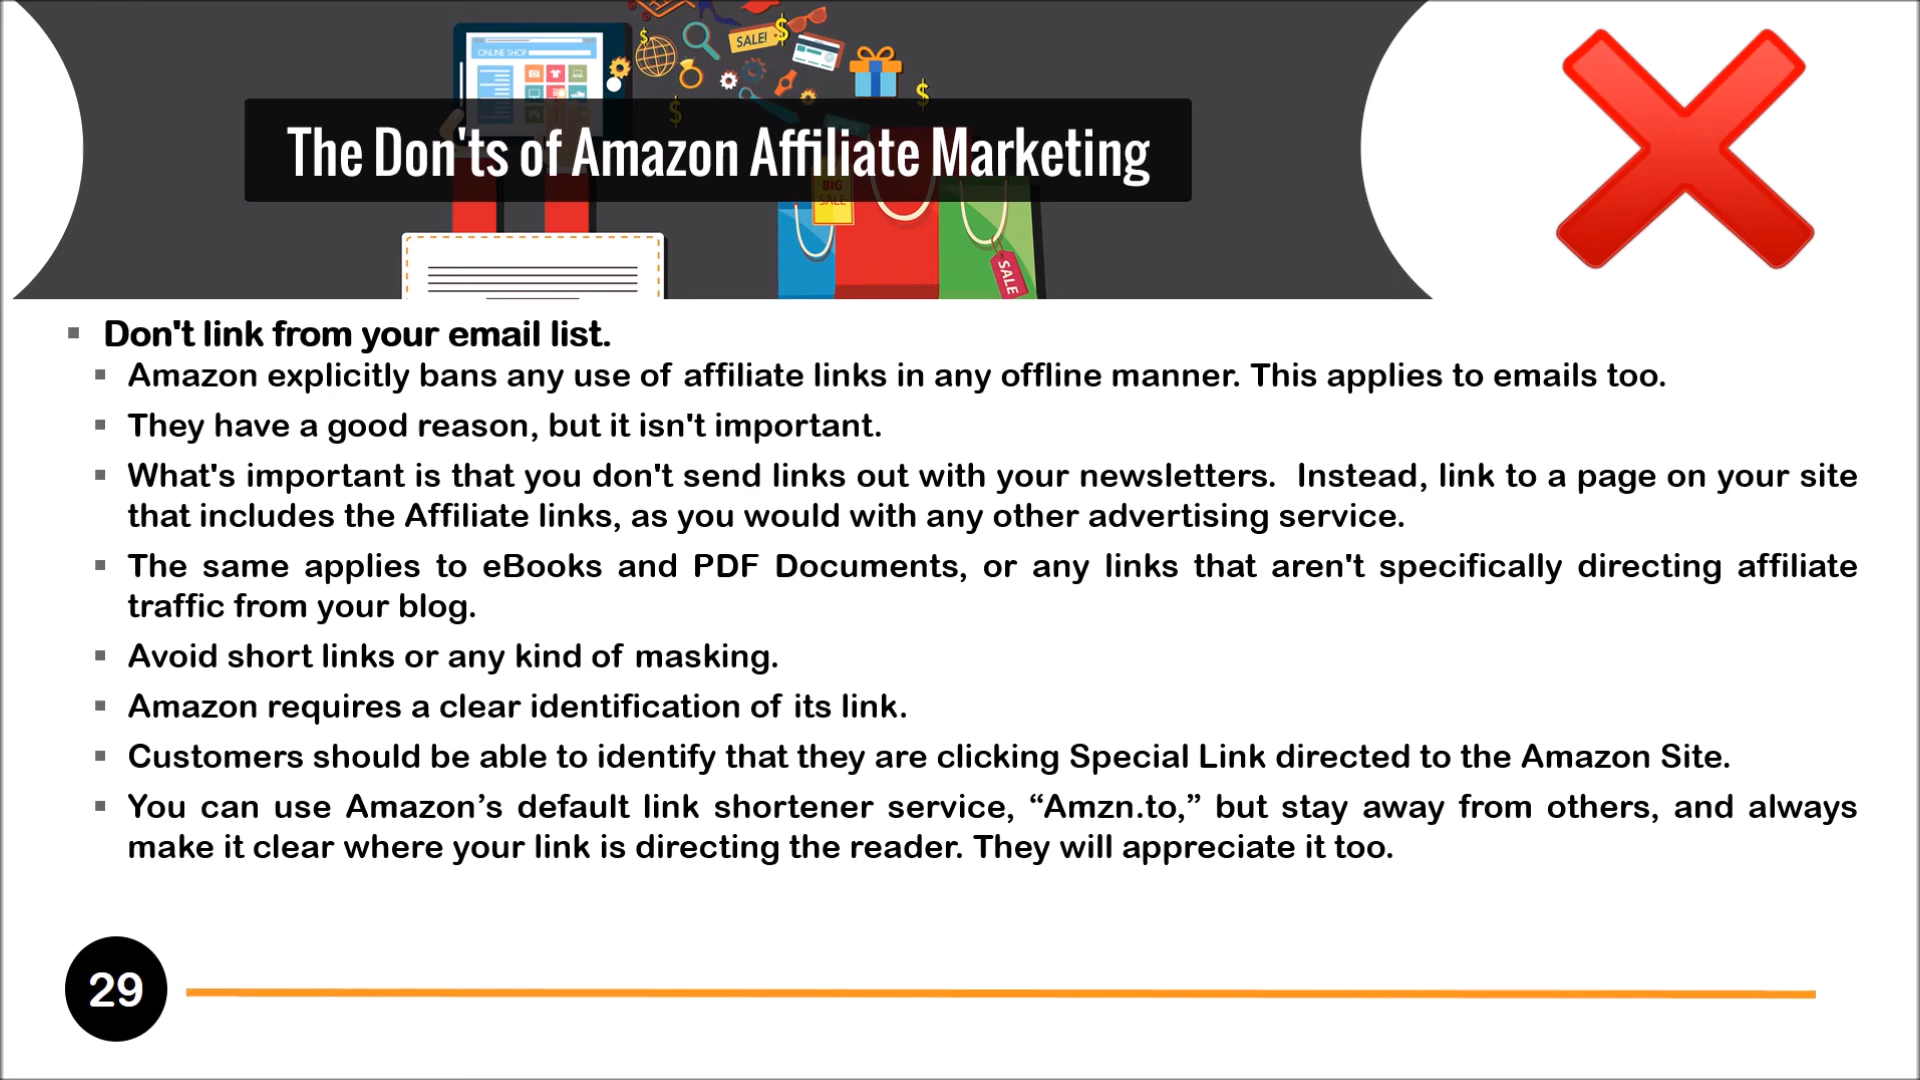 ONLINE SHOP
SALE!
The Don'ts of Amazon Affiliate Marketing
BIG
SALE
SALE
Don't link from your email list.
Amazon explicitly bans any use of affiliate links in any offline manner. This applies to emails too.
They have a good reason, but it isn't important.
What's important is that you don't send links out with your newsletters.  Instead, link to a page on your site
that includes the Affiliate links, as you would with any other advertising service.
The same applies to eBooks and PDF Documents, or any links that aren't specifically directing affiliate
traffic from your blog.
Avoid short links or any kind of masking.
Amazon requires a clear identification of its link.
Customers should be able to identify that they are clicking Special Link directed to the Amazon Site.
You can use Amazon’s default link shortener service, “Amzn.to,” but stay away from others, and always
make it clear where your link is directing the reader. They will appreciate it too.
29